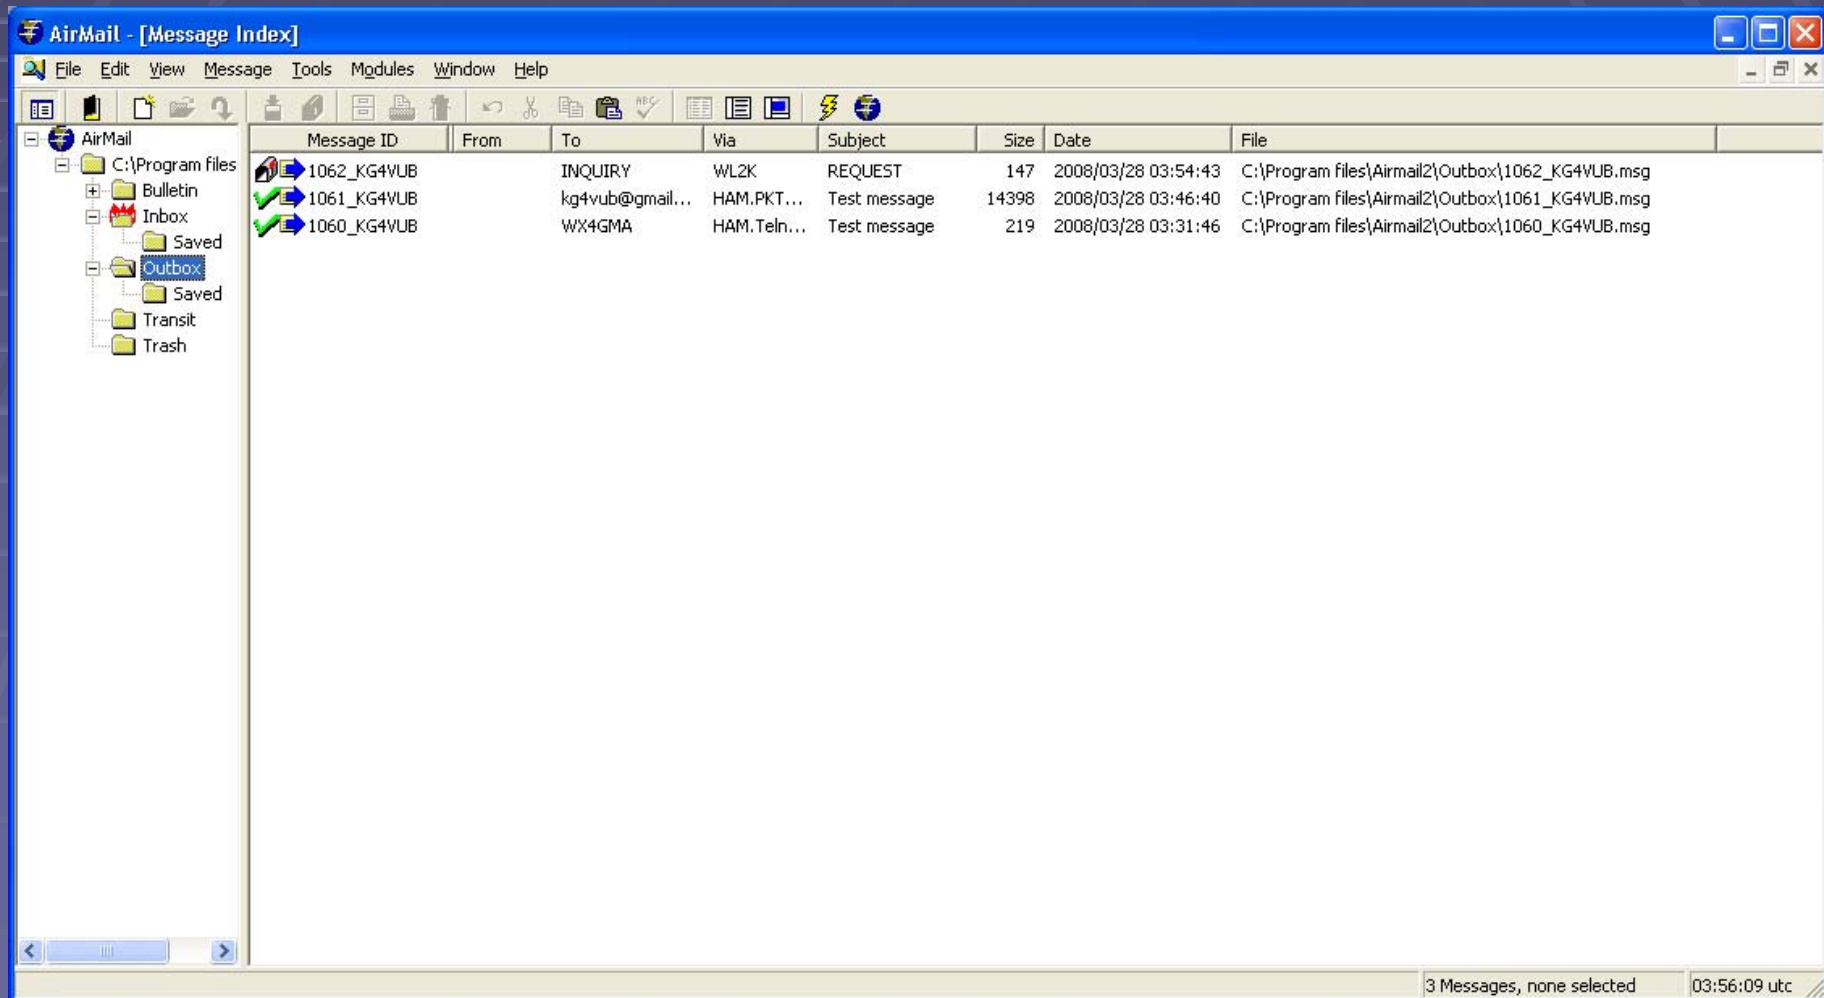 AirMail - [Message Index]
File Edit View Message Tools Modules Window Help
ABC
AirMail
C:\Program files
Bulletin
Inbox
Saved
Outbox
Saved
Transit
Trash
Message ID From To Via Subject Size Date File
1062_KG4VUB INQUIRY WL2K REQUEST 147 2008/03/28 03:54:43 C:\Program files\Airmail2\Outbox\1062_KG4VUB.msg
1061_KG4VUB kg4vub@gmail... HAM.PKT... Test message 14398 2008/03/28 03:46:40 C:\Program files\Airmail2\Outbox\1061_KG4VUB.msg
1060_KG4VUB WX4GMA HAM.Teln... Test message 219 2008/03/28 03:31:46 C:\Program files\Airmail2\Outbox\1060_KG4VUB.msg
3 Messages, none selected 03:56:09 utc